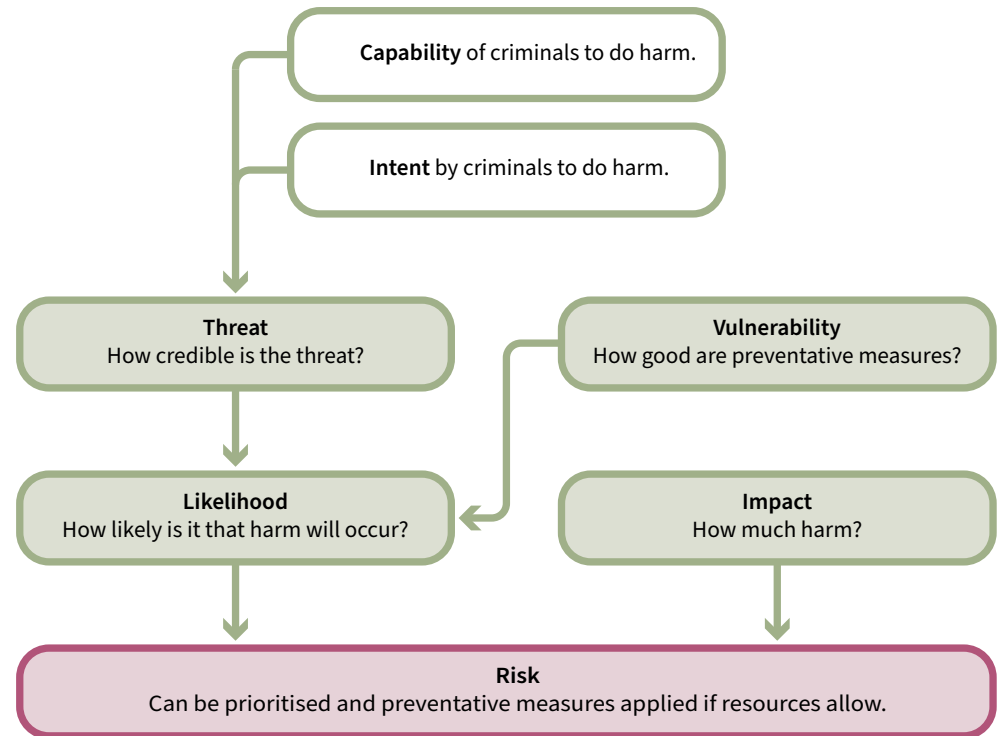 Capability of criminals to do harm.
Intent by criminals to do harm.
Threat
How credible is the threat?
Vulnerability
How good are preventative measures?
Likelihood
How likely is it that harm will occur?
Impact
How much harm?
Risk
Can be prioritised and preventative measures applied if resources allow.